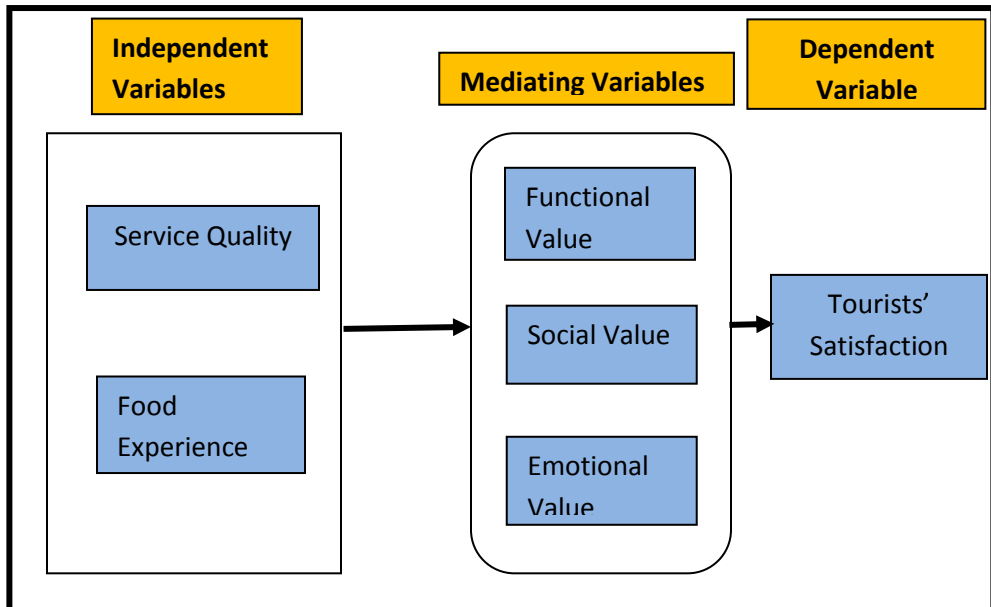 Independent
Variables
Mediating Variables
Dependent
Variable
Service Quality
Food
Experience
Functional
Value
Social Value
Emotional
Value
Tourists’
Satisfaction